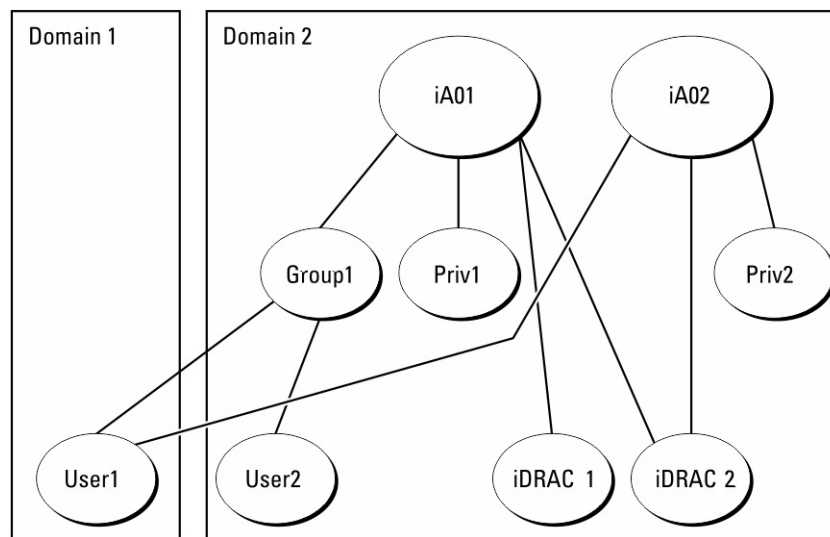 Domain 1
Domain 2
iA01
iA02
Group1
Priv1
Priv2
User1
User2
iDRAC 1
iDRAC 2